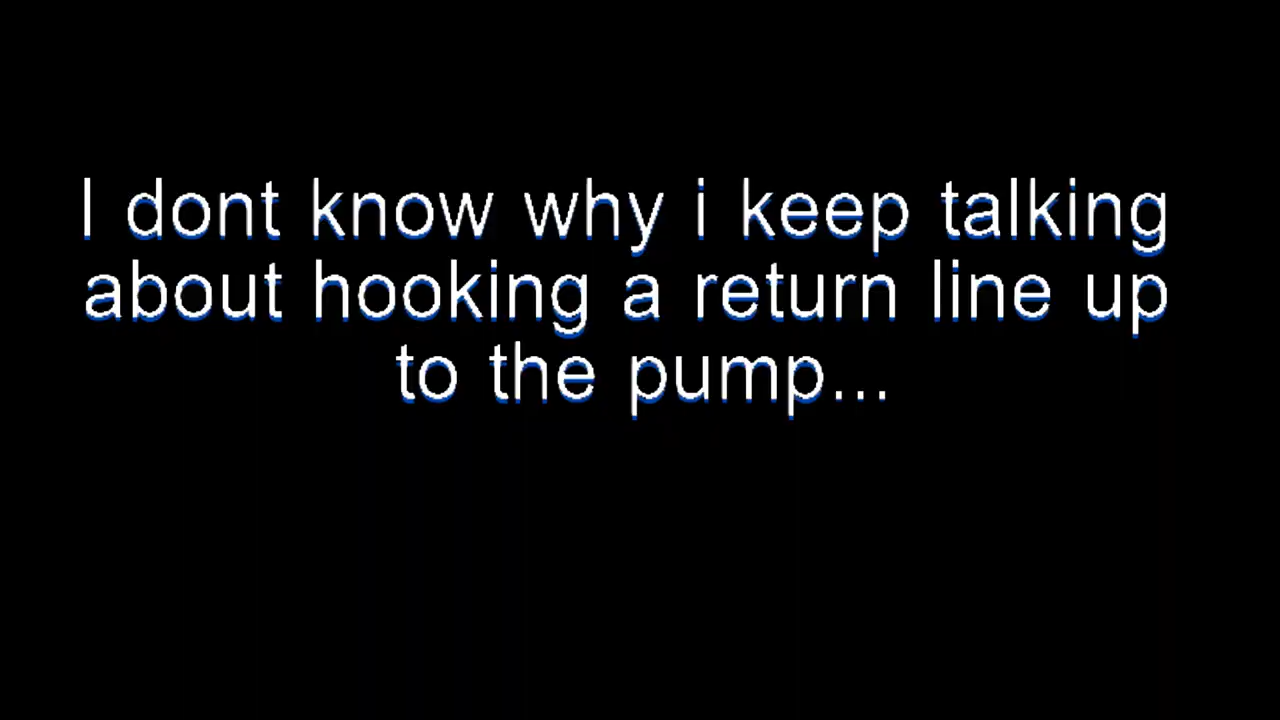 I dont know why i keep talking
about hooking a return line up
to the pump...